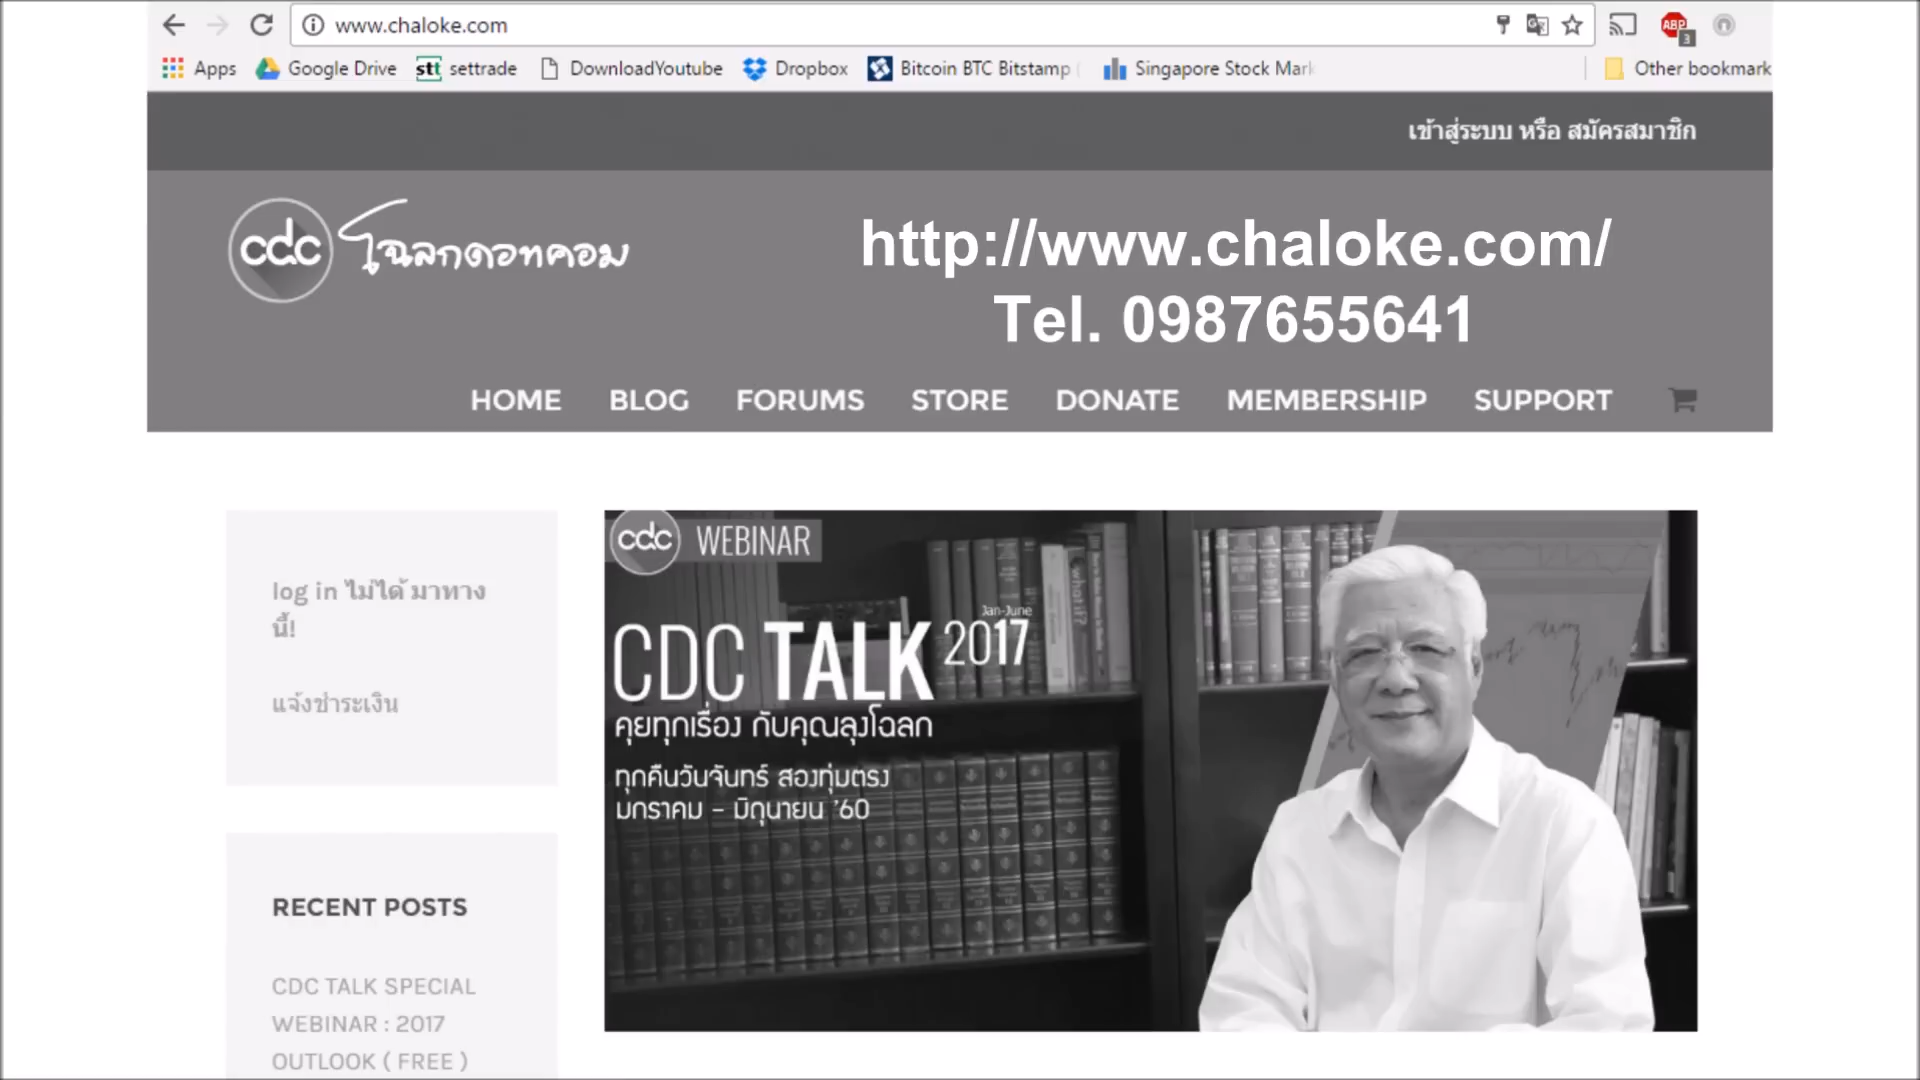 www.chaloke.com
Apps Google Drive stt settrade DownloadYoutube Dropbox Bitcoin BTC Bitstamp ( Singapore Stock Mark Other bookmark
เข้าสู่ระบบ หรือ สมัครสมาชิก
cdc โฉลกดอทคอม
http://www.chaloke.com/
Tel. 0987655641
HOME BLOG FORUMS STORE DONATE MEMBERSHIP SUPPORT
log in ไม่ได้ มาทาง
นี้!
แจ้งชำระเงิน
RECENT POSTS
CDC TALK SPECIAL
WEBINAR : 2017
OUTLOOK ( FREE )
cdc WEBINAR
Jan-June
CDC TALK 2017
คุยทุกเรื่อง กับคุณลุงโฉลก
ทุกคืนวันจันทร์ สองทุ่มตรง
มกราคม – มิถุนายน ’60